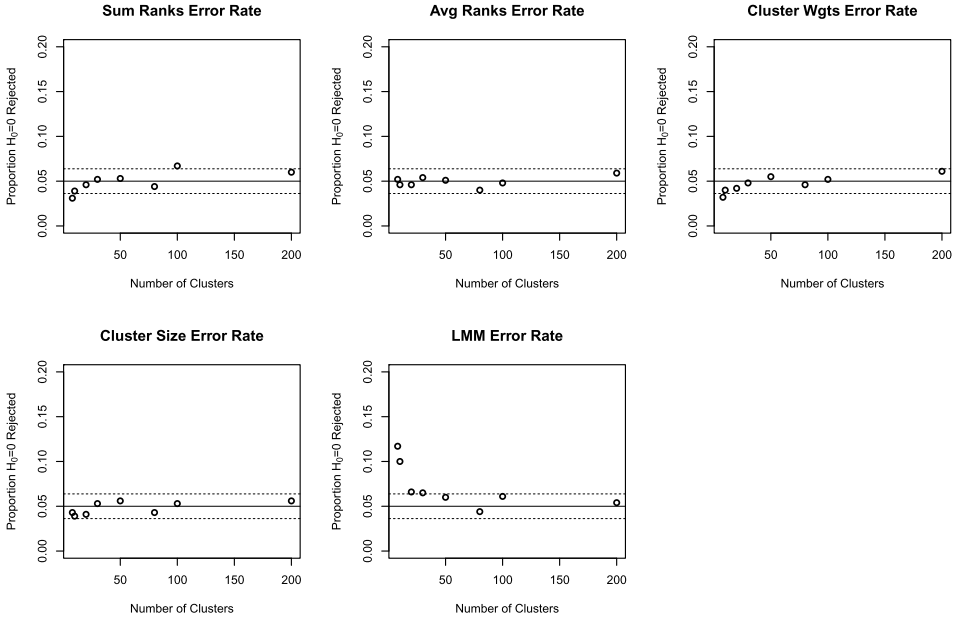 Sum Ranks Error Rate
Proportion H0=0 Rejected
0.20
0.15
0.10
0.05
0.00
50 100 150 200
Number of Clusters
Avg Ranks Error Rate
Proportion H0=0 Rejected
0.20
0.15
0.10
0.05
0.00
50 100 150 200
Number of Clusters
Cluster Wgts Error Rate
Proportion H0=0 Rejected
0.20
0.15
0.10
0.05
0.00
50 100 150 200
Number of Clusters
Cluster Size Error Rate
Proportion H0=0 Rejected
0.20
0.15
0.10
0.05
0.00
50 100 150 200
Number of Clusters
LMM Error Rate
Proportion H0=0 Rejected
0.20
0.15
0.10
0.05
0.00
50 100 150 200
Number of Clusters